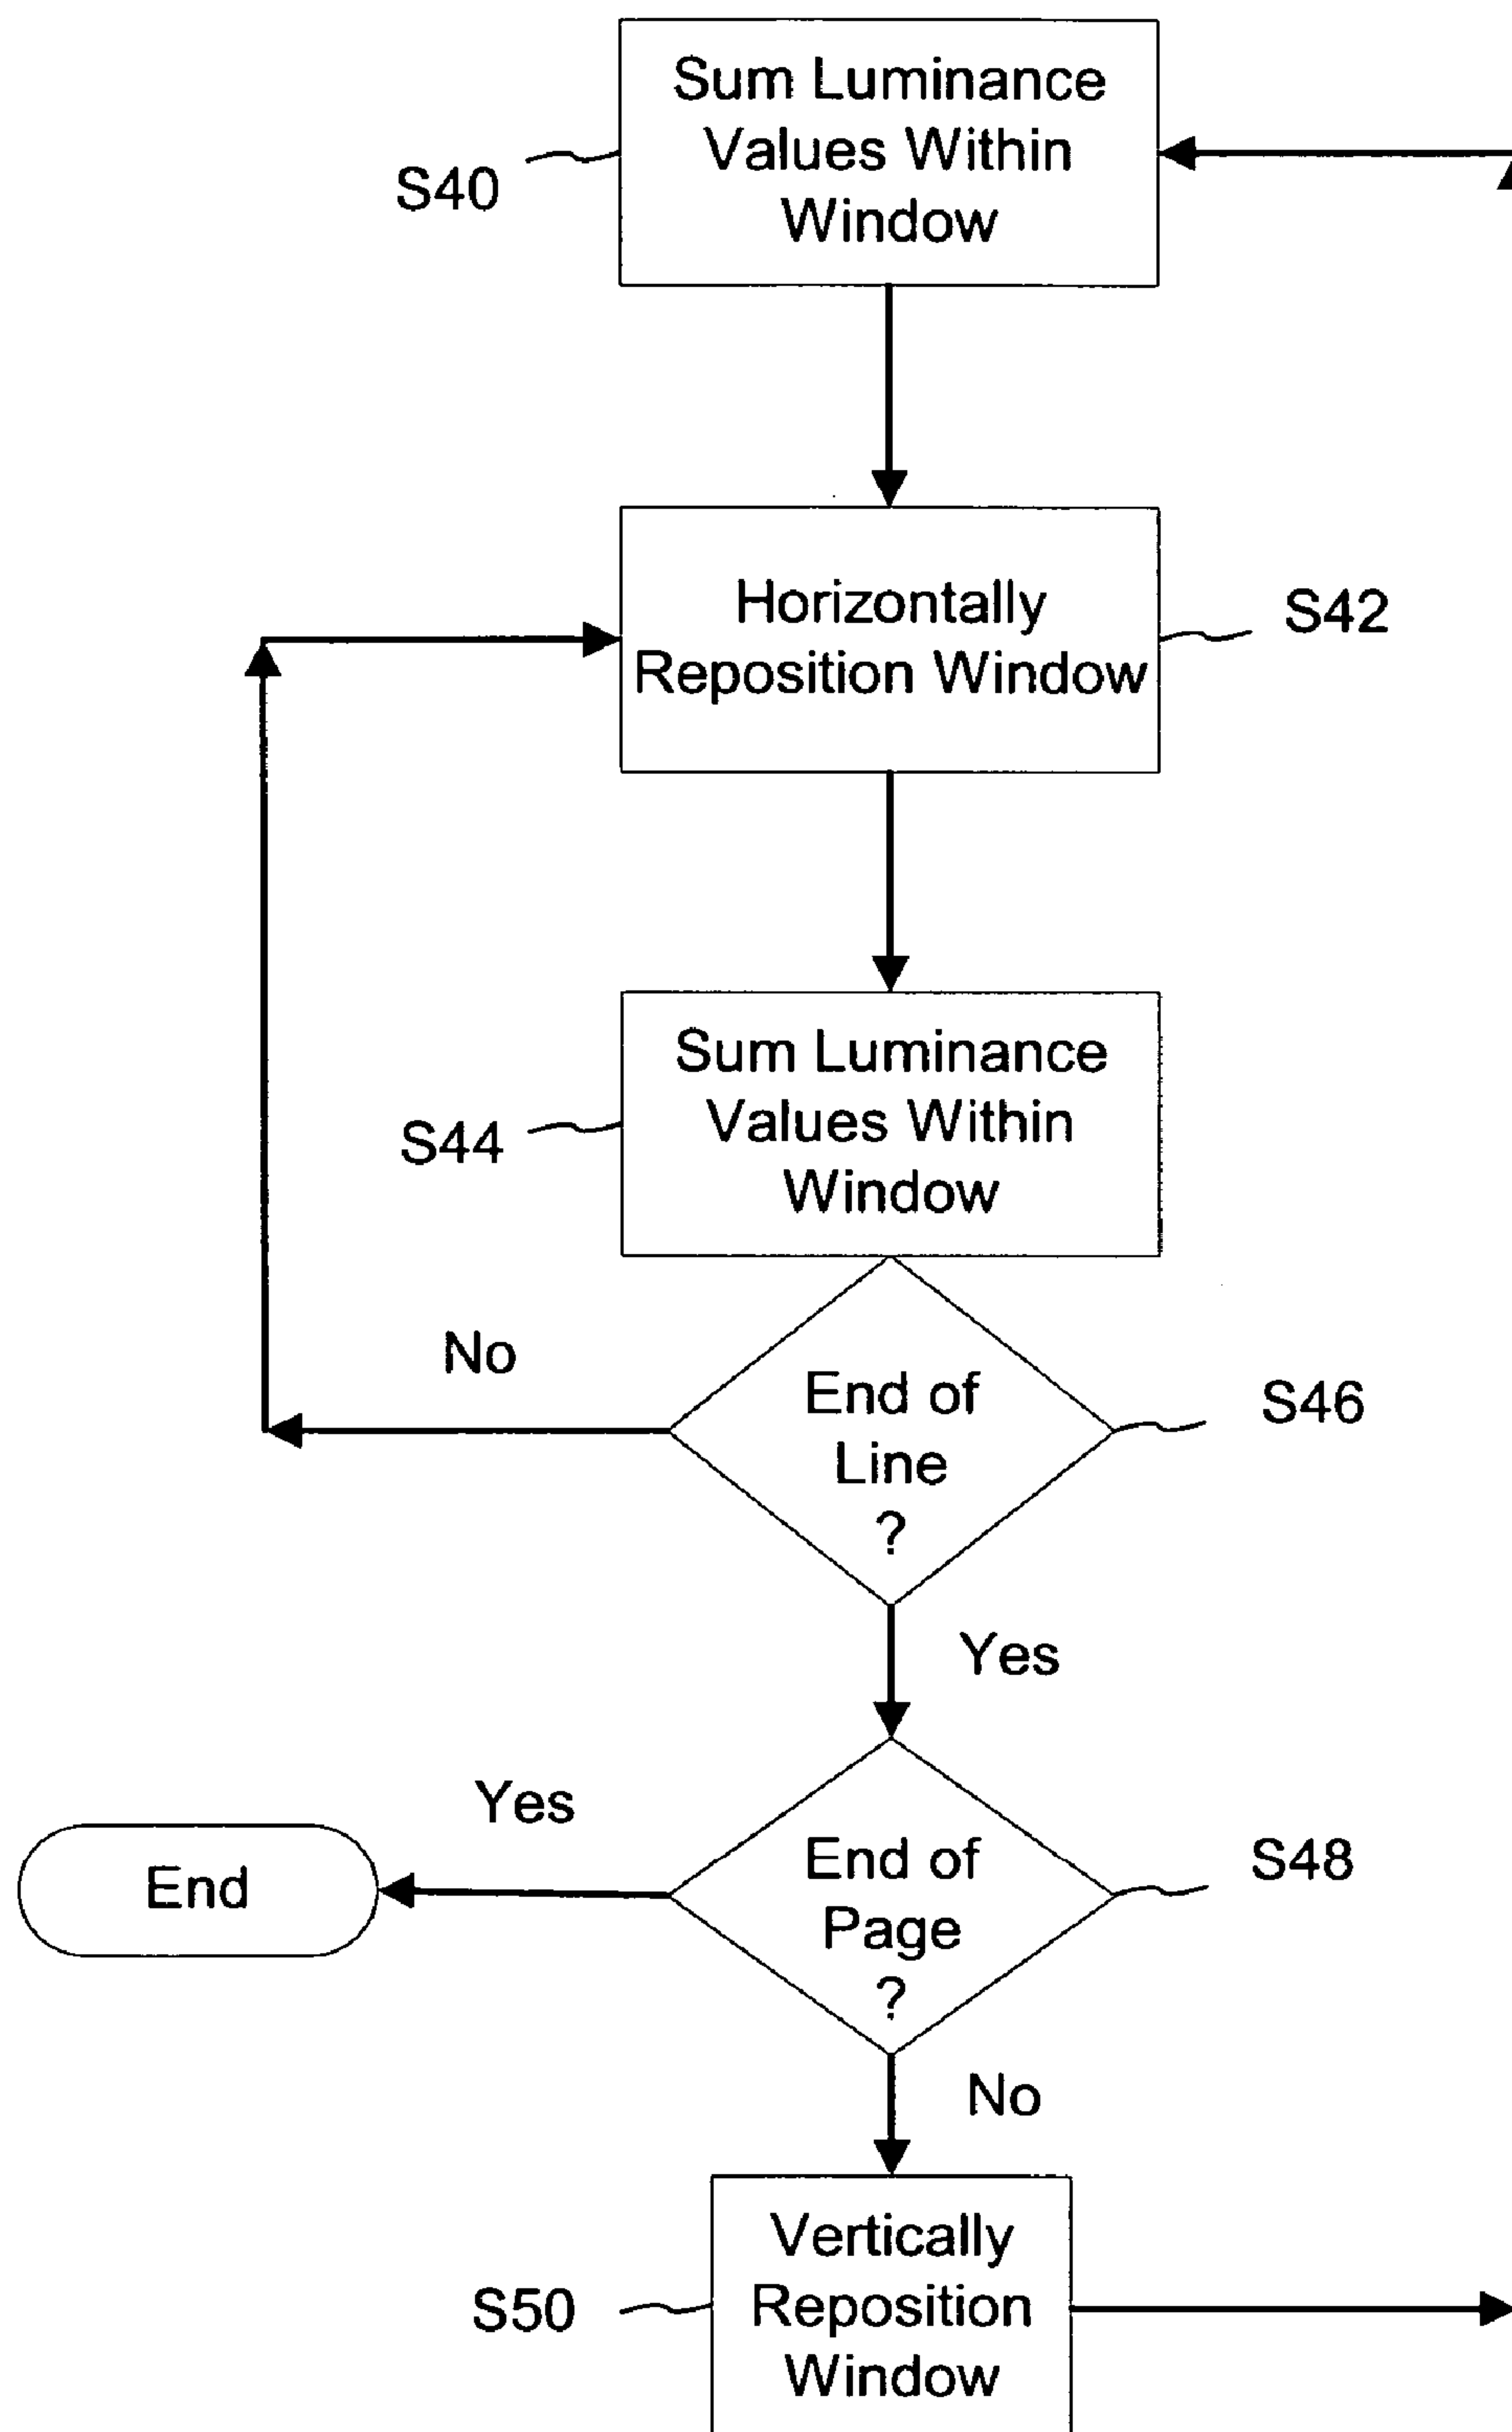 Sum Luminance
Values Within
Window
S40
Horizontally
Reposition Window
S42
Sum Luminance
Values Within
Window
S44
No
End of
Line
?
S46
Yes
Yes
End
End of
Page
?
S48
No
Vertically
Reposition
Window
S50